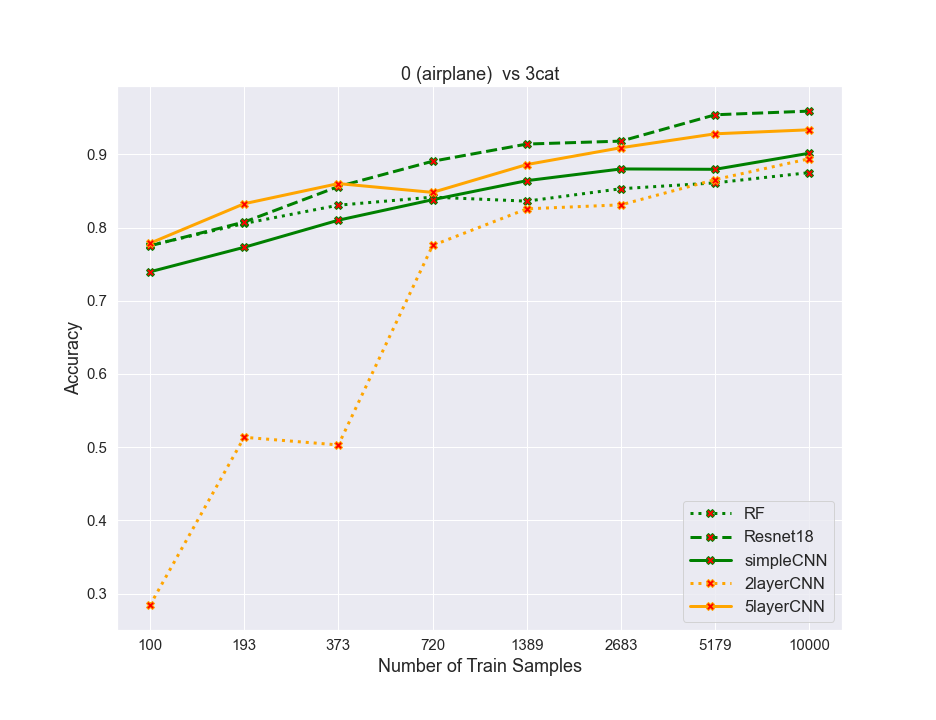 0 (airplane)  vs 3cat
Accuracy
0.9
0.8
0.7
0.6
0.5
0.4
0.3
RF
Resnet18
simpleCNN
2layerCNN
5layerCNN
100 193 373 720 1389 2683 5179 10000
Number of Train Samples